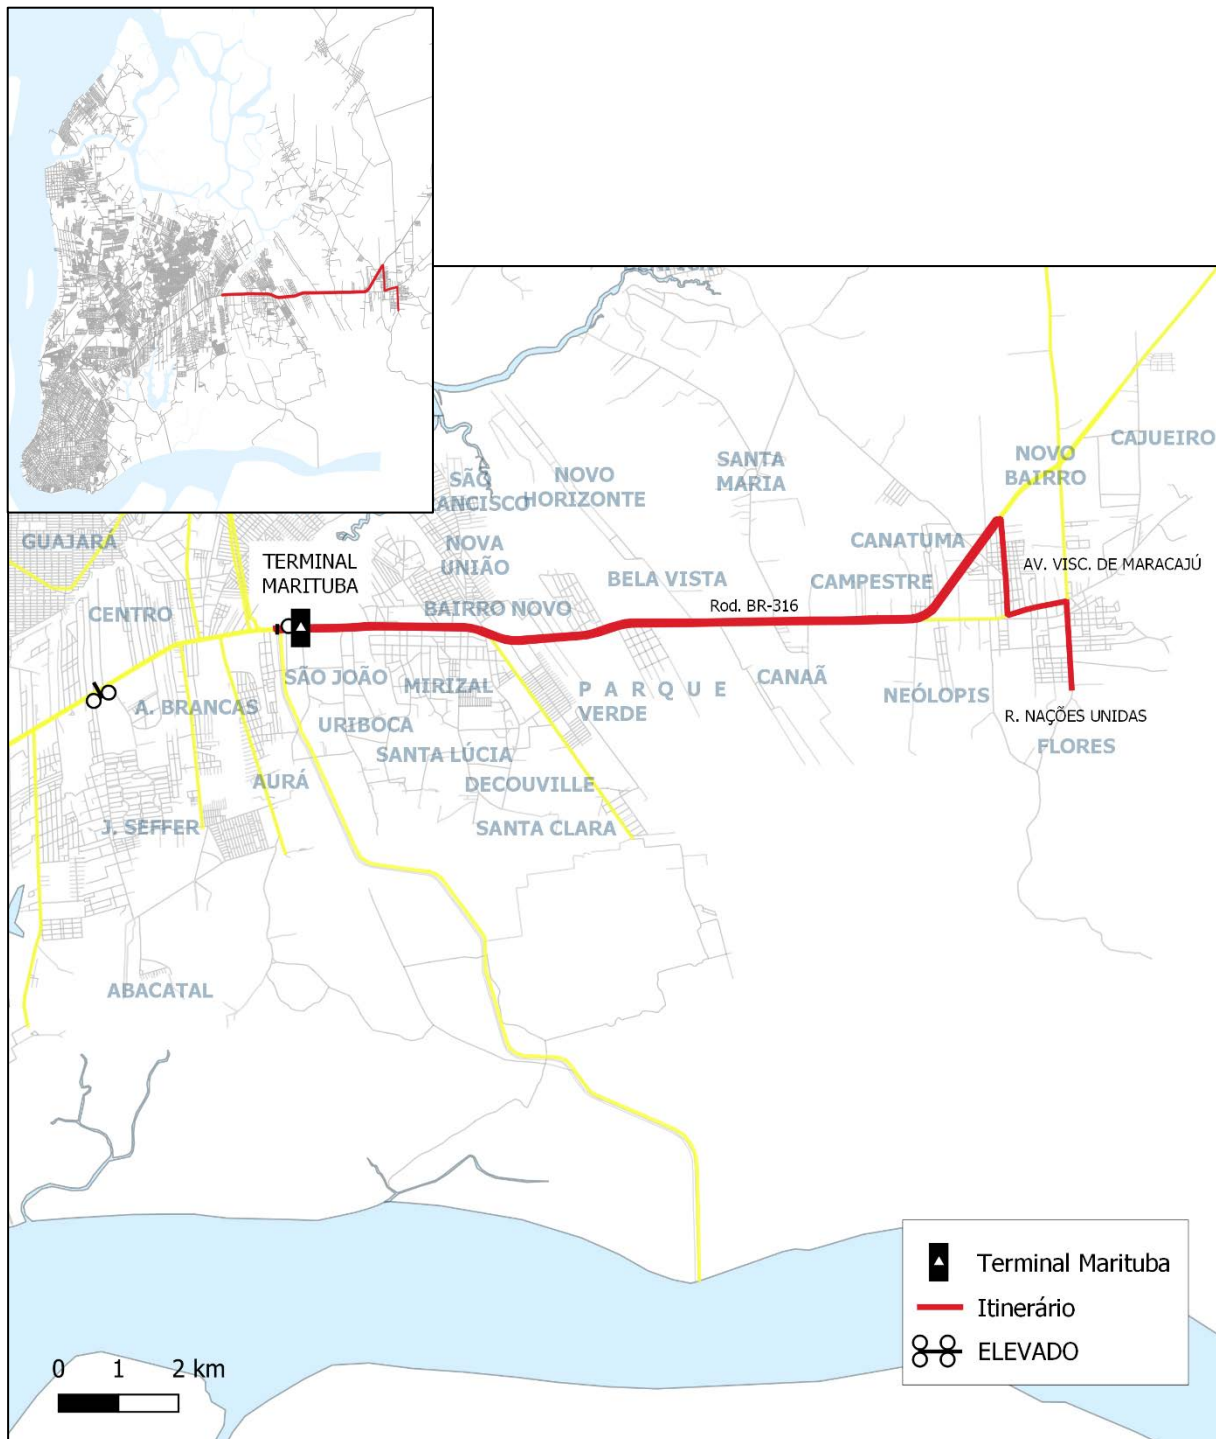 GUAJARÁ
CENTRO
TERMINAL
MARITUBA
A. BRANCAS
J. SEFFER
AURÁ
ABACATAL
SÃO
NOVO
HORIZONTE
NOVA
UNIÃO
BAIRRO NOVO
BELA VISTA
SANTA
MARIA
CANATUMA
CAMPESTRE
NOVO
BAIRRO
CAJUEIRO
AV. VISC. DE MARACAJÚ
Rod. BR-316
SÃO JOÃO
MIRIZAL
URIBOCA
SANTA LÚCIA
DECOUVILLE
SANTA CLARA
PARQUE
VERDE
CANAÃ
NEÓLOPIS
R. NAÇÕES UNIDAS
FLORES
Terminal Marituba
Itinerário
ELEVADO
0 1 2 km